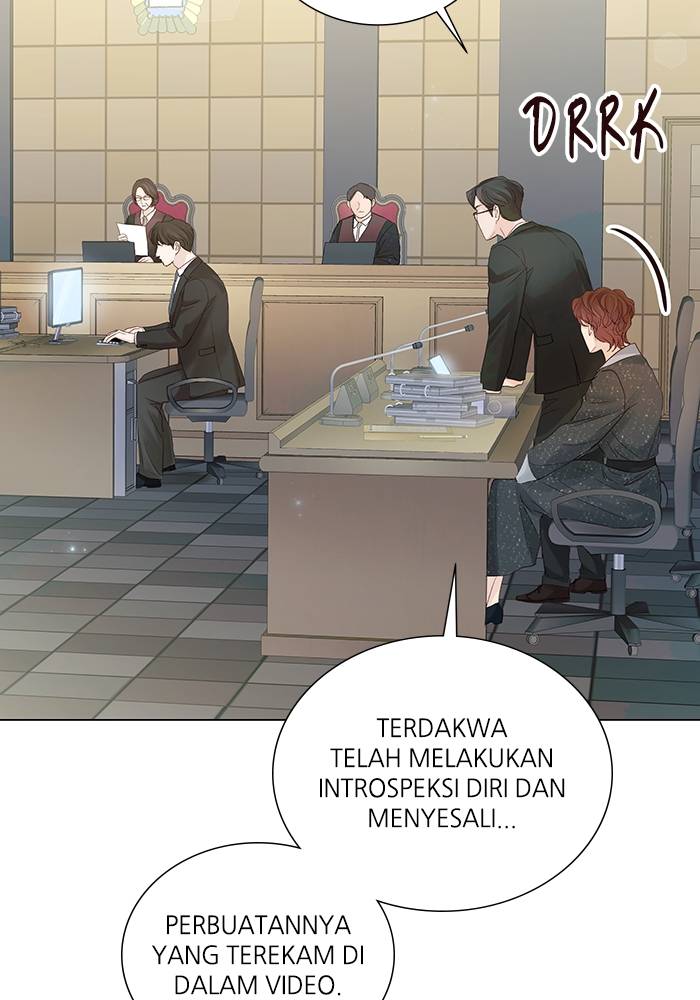 DRRK
TERDAKWA
TELAH MELAKUKAN
INTROSPEKSI DIRI DAN
MENYESALI...
PERBUATANNYA
YANG TEREKAM DI
DALAM VIDEO.